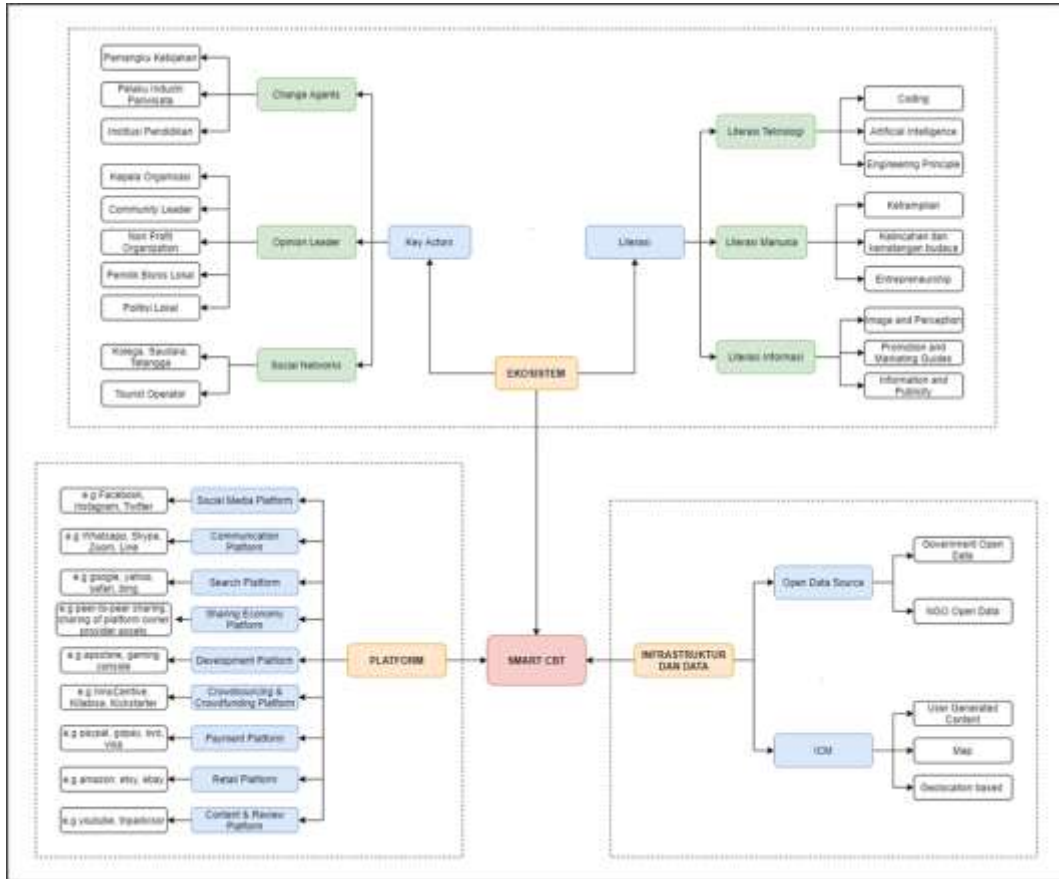 Pemangku Kebijakan
Pelaku Industri
Pariwisata
Institusi Pendidikan
Change Agents
Kepala Organisasi
Community Leader
Non Profit
Organization
Pemilik Bisnis Lokal
Politisi Lokal
Opinion Leader
Key Actors
Kolega, Saudara,
Tetangga
Tourist Operator
Social Networks
Literasi
Literasi Teknologi
Coding
Artificial Intelligence
Engineering Principle
Literasi Manusia
dan
kematangan budaya
Entrepreneurship
Literasi Informasi
Image and Perception
Promotion and
Marketing Guides
Information and
Publicity
EKOSISTEM
e.g Facebook,
Instagram, Twitter
Social Media Platform
e.g Whatsapp, Skype,
Zoom, Line
Communication
Platform
e.g google, yahoo,
safari, bing
Search Platform
e.g peer-to-peer sharing,
sharing of platform owner
provider assets
Sharing Economy
Platform
e.g appstore, gaming
console
Development Platform
e.g InnoCentive,
Kickstarter
Crowdsourcing &
Crowdfunding Platform
e.g paypal, gopay, ovo,
visa
Payment Platform
e.g amazon, etsy, ebay
Retail Platform
e.g youtube, tripadvisor
Content & Review
Platform
PLATFORM
SMART CBT
INFRASTRUKTUR
DAN DATA
Open Data Source
Government Open
Data
NGO Open Data
ICM
User Generated
Content
Map
Geolocation based